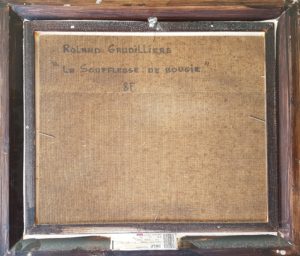 ROLAND GAUDILLIERE
"LA SOUFFLEUSE DE BOUGIE"
8F